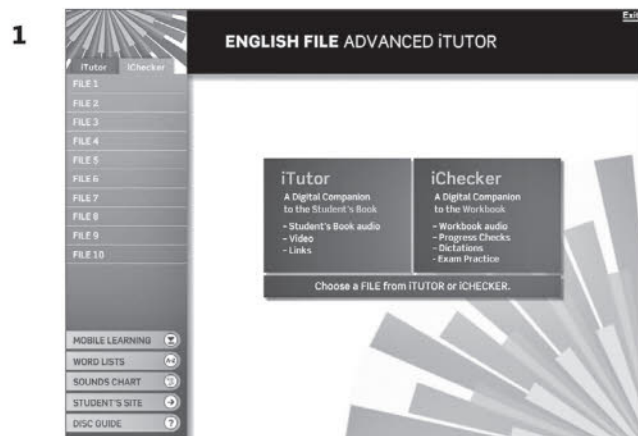 1
Exit
ENGLISH FILE ADVANCED iTUTOR
iTutor
iChecker
FILE 1
FILE 2
FILE 3
FILE 4
FILE 5
FILE 6
FILE 7
FILE 8
FILE 9
FILE 10
iTutor
A Digital Companion
to the Student's Book
- Student's Book audio
- Video
- Links
iChecker
A Digital Companion
to the Workbook
- Workbook audio
- Progress Checks
- Dictations
- Exam Practice
Choose a FILE from iTUTOR or iCHECKER.
MOBILE LEARNING
WORD LISTS
SOUNDS CHART
STUDENT'S SITE
DISC GUIDE
?